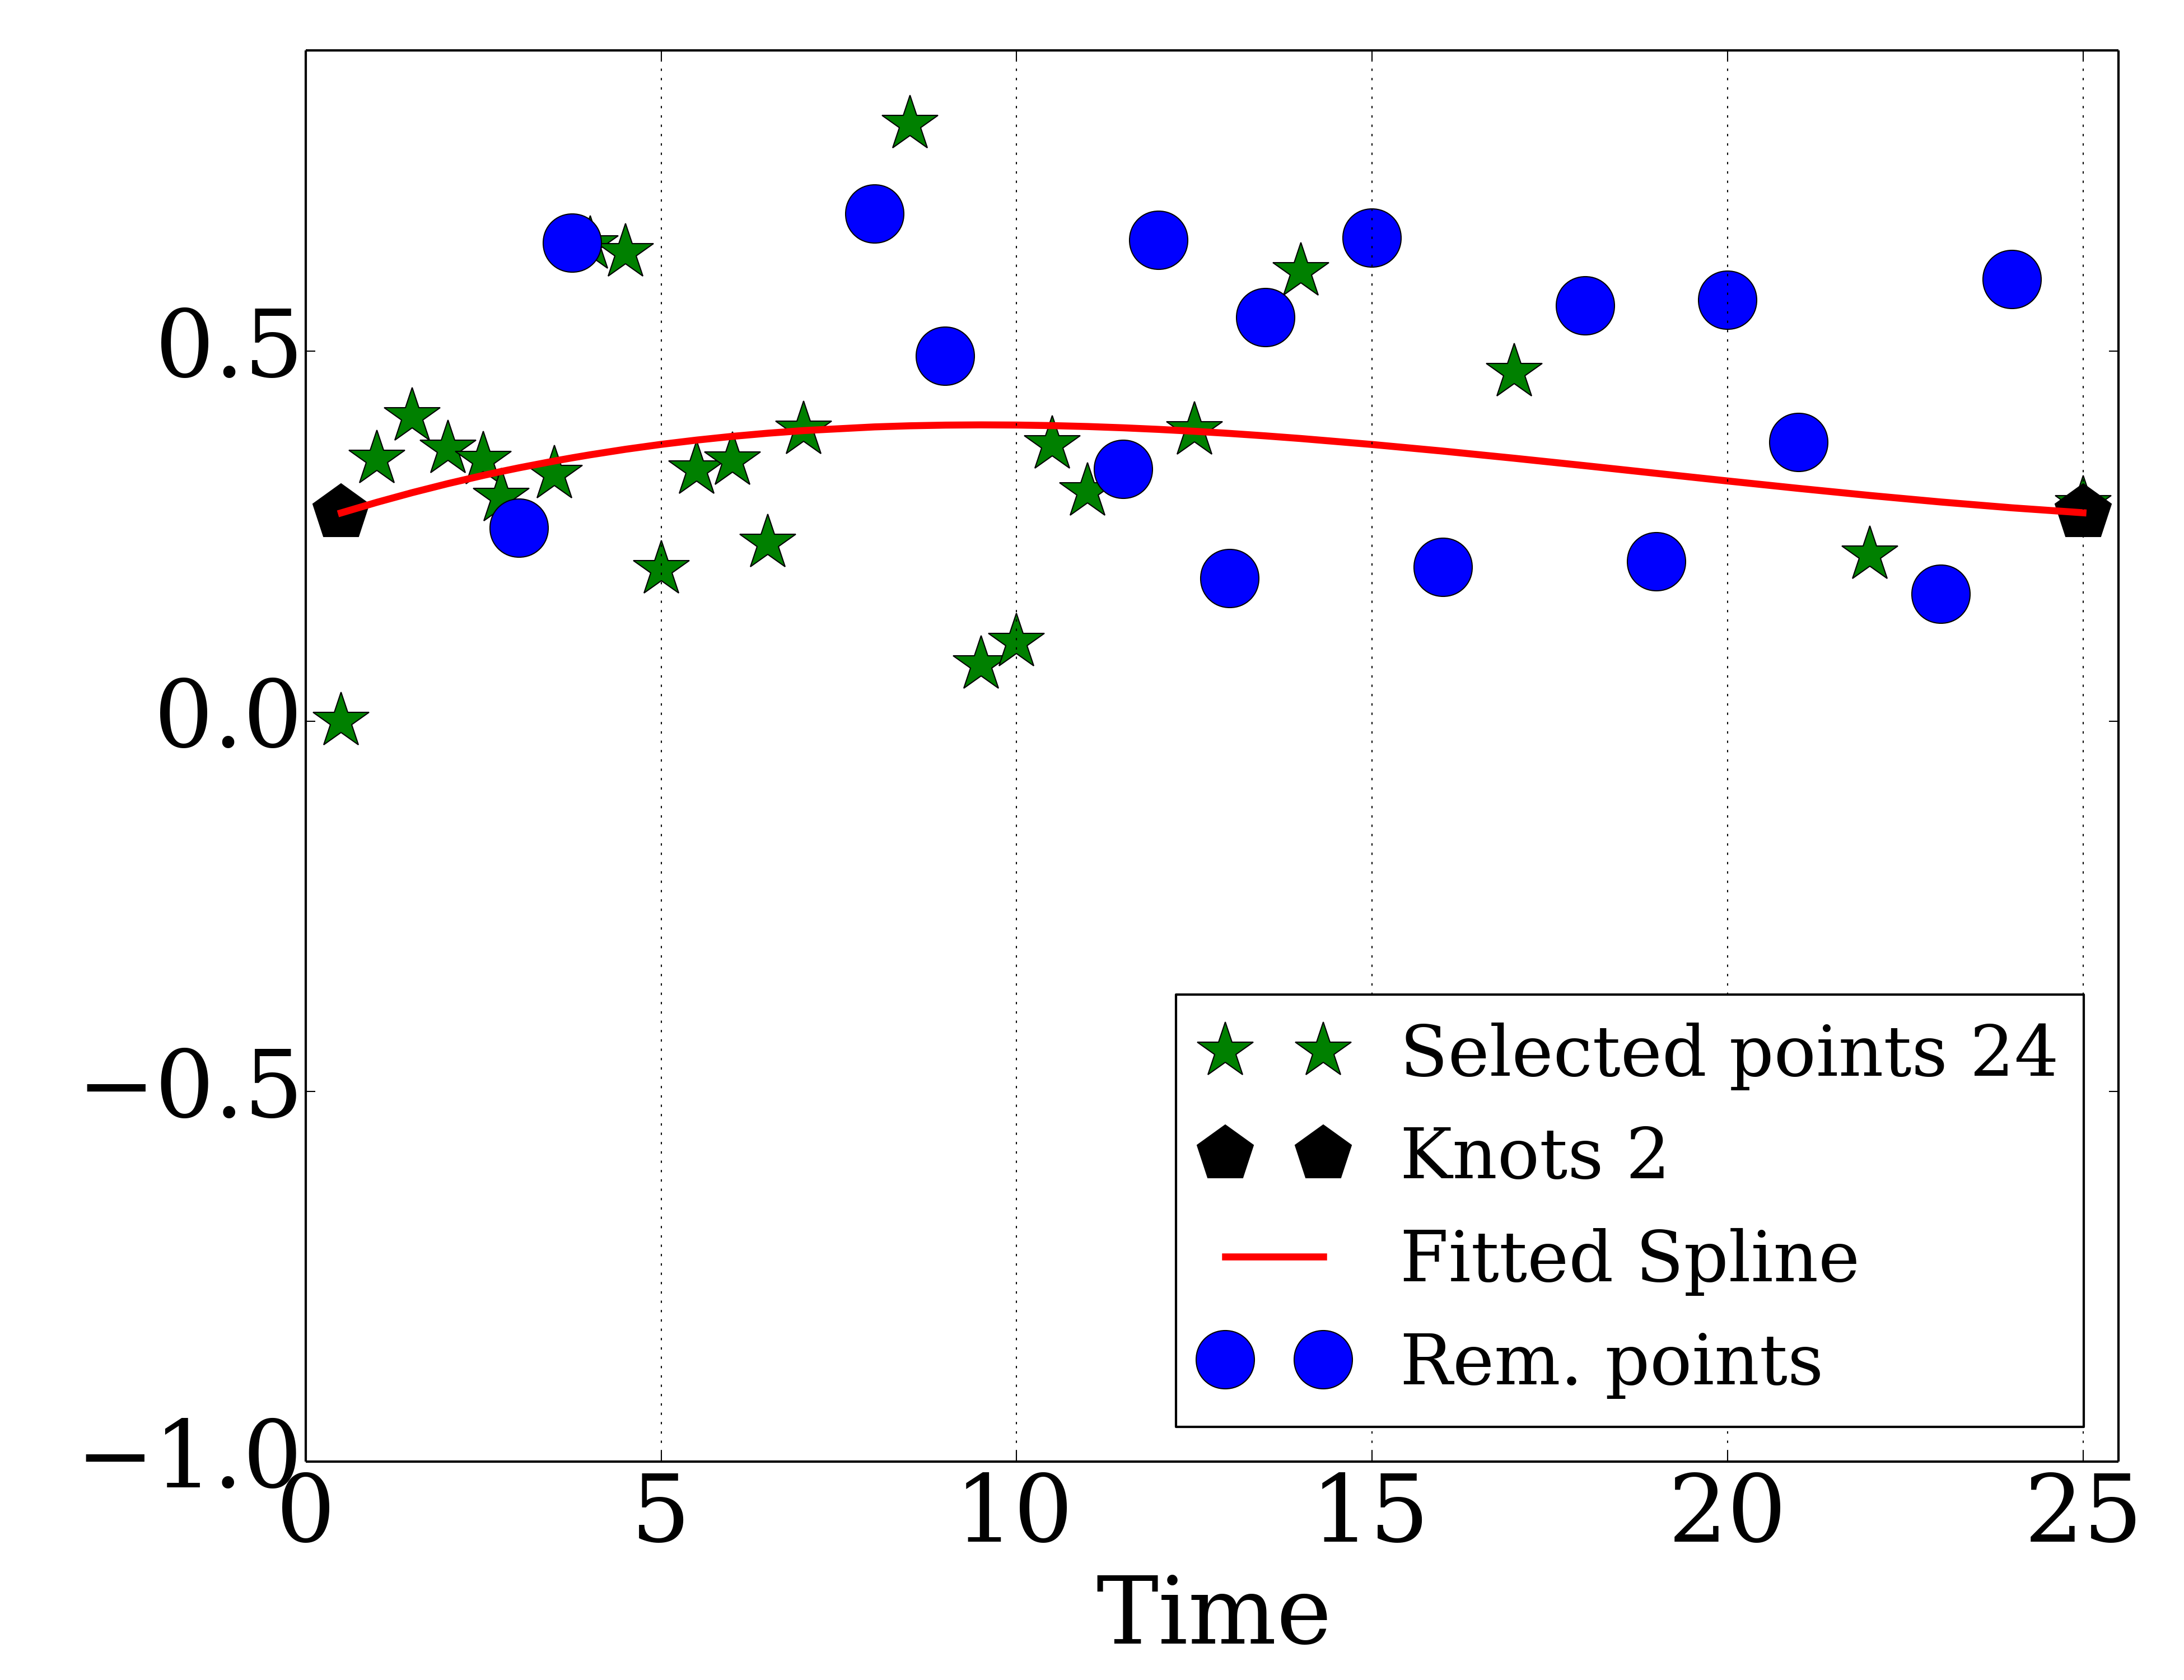 0.5
0.0
−0.5
−1.0
Selected points 24
Knots 2
Fitted Spline
Rem. points
0 5 10 15 20 25
Time